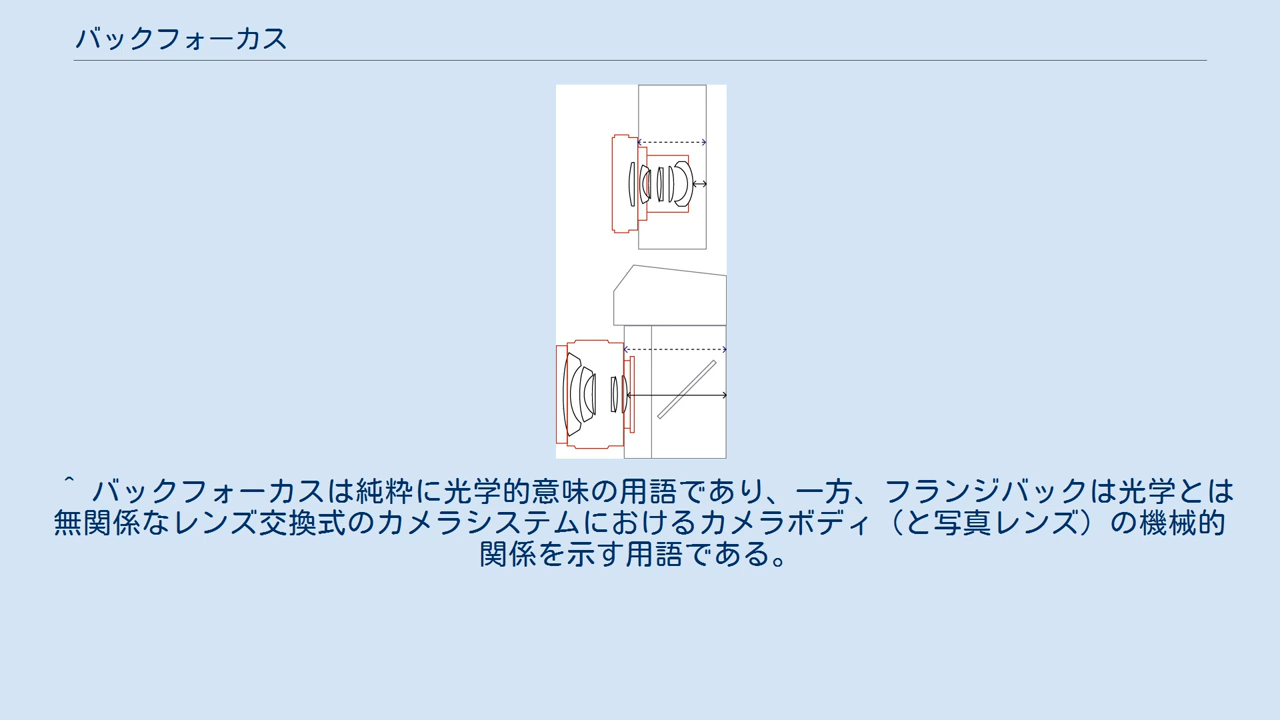 バックフォーカス
^ バックフォーカスは純粋に光学的意味の用語であり、一方、フランジバックは光学とは
無関係なレンズ交換式のカメラシステムにおけるカメラボディ（と写真レンズ）の機械的
関係を示す用語である。